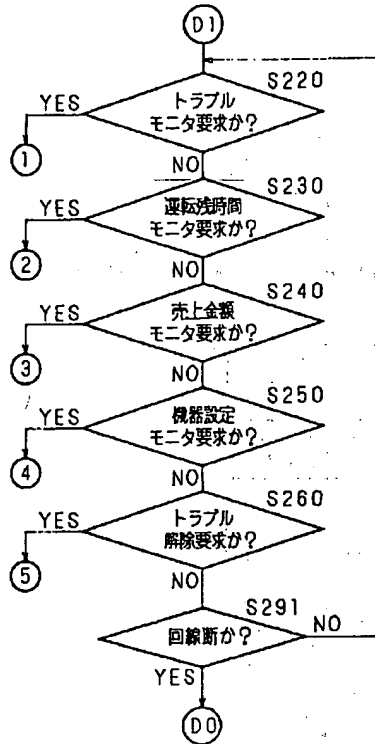 D1
S220
YES
トラブル
モニタ要求か?
1
NO
S230
YES
運転残時間
モニタ要求か?
2
NO
S240
YES
売上金額
モニタ要求か?
3
NO
S250
YES
機器設定
モニタ要求か?
4
NO
S260
YES
トラブル
解除要求か?
5
NO
S291
回線断か?
NO
YES
D0